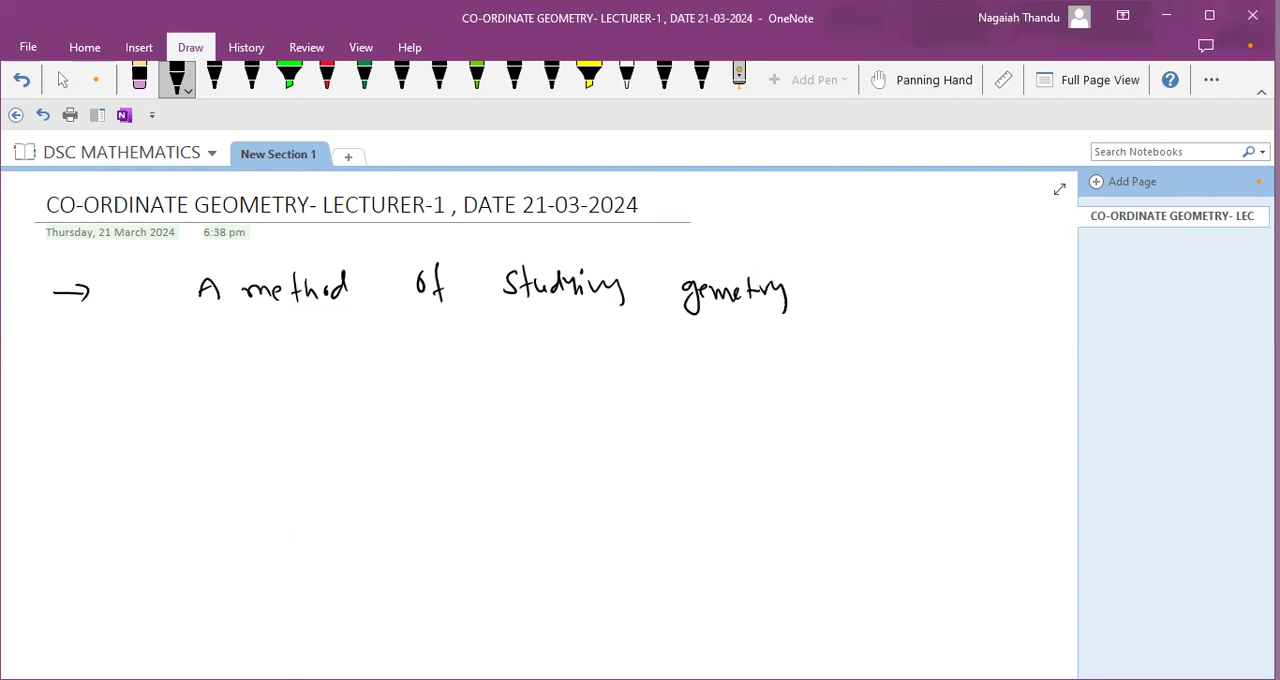 CO-ORDINATE GEOMETRY- LECTURER-1 , DATE 21-03-2024 - OneNote
Nagaiah Thandu
File Home Insert Draw History Review View Help
Add Pen Panning Hand Full Page View
DSC MATHEMATICS New Section 1 Search Notebooks
Add Page
CO-ORDINATE GEOMETRY- LECTURER-1 , DATE 21-03-2024
CO-ORDINATE GEOMETRY- LEC
Thursday, 21 March 2024 6:38 pm
→ A method of studying gemetry